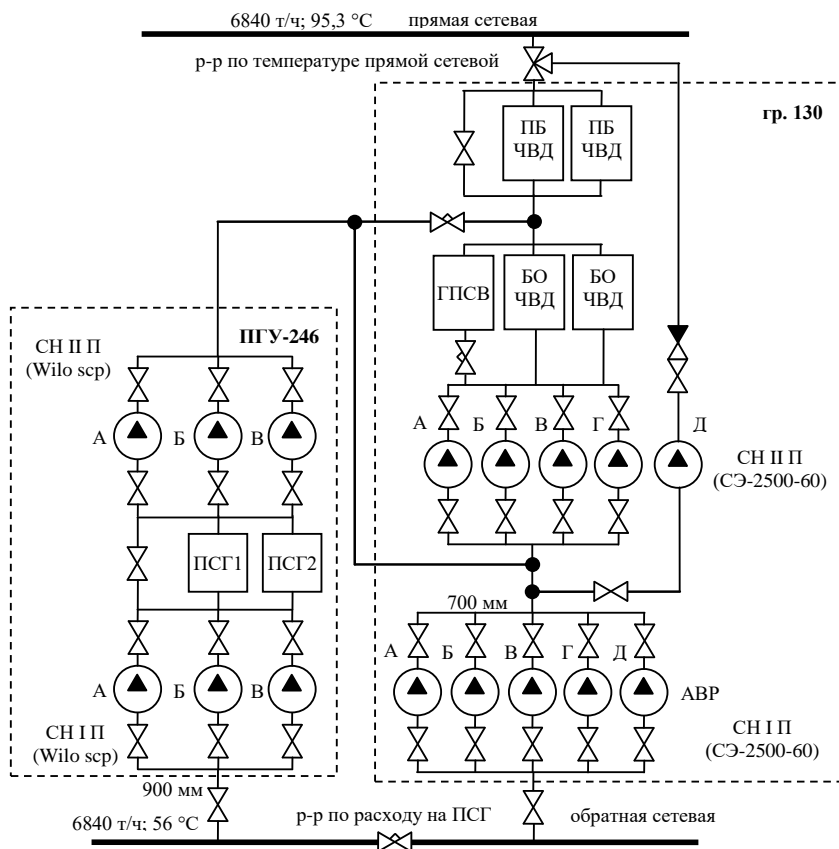 6840 т/ч; 95,3 °С прямая сетевая
р-р по температуре прямой сетевой
гр. 130
ПБ
ЧВД
ПБ
ЧВД
ГПСВ
БО
ЧВД
БО
ЧВД
ПГУ-246
СН II П
(Wilo scp)
А
Б
В
А
Б
В
Г
Д
СН II П
(СЭ-2500-60)
ПСГ1
ПСГ2
700 мм
А
Б
В
Г
Д
АВР
А
Б
В
СН I П
(Wilo scp)
СН I П
(СЭ-2500-60)
900 мм
6840 т/ч; 56 °С
р-р по расходу на ПСГ
обратная сетевая